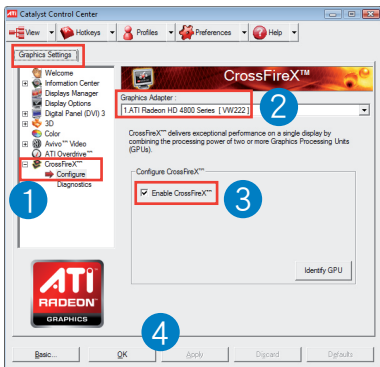 Catalyst Control Center
View Hotkeys Profiles Preferences Help
Graphics Settings
Welcome
Information Center
Displays Manager
Display Options
Digital Panel (DVI) 3
3D
Color
Avivo™ Video
ATI Overdrive™
CrossFireX™
Configure
Diagnostics
1
ATI
RADEON
GRAPHICS
CrossFireX™
Graphics Adapter :
1.ATI Radeon HD 4800 Series [ VW222 ]
2
CrossFireX™ delivers exceptional performance on a single display by
combining the processing power of two or more Graphics Processing Units
(GPUs).
Configure CrossFireX™
Enable CrossFireX™
3
Identify GPU
4
Basic... OK Apply Discard Defaults